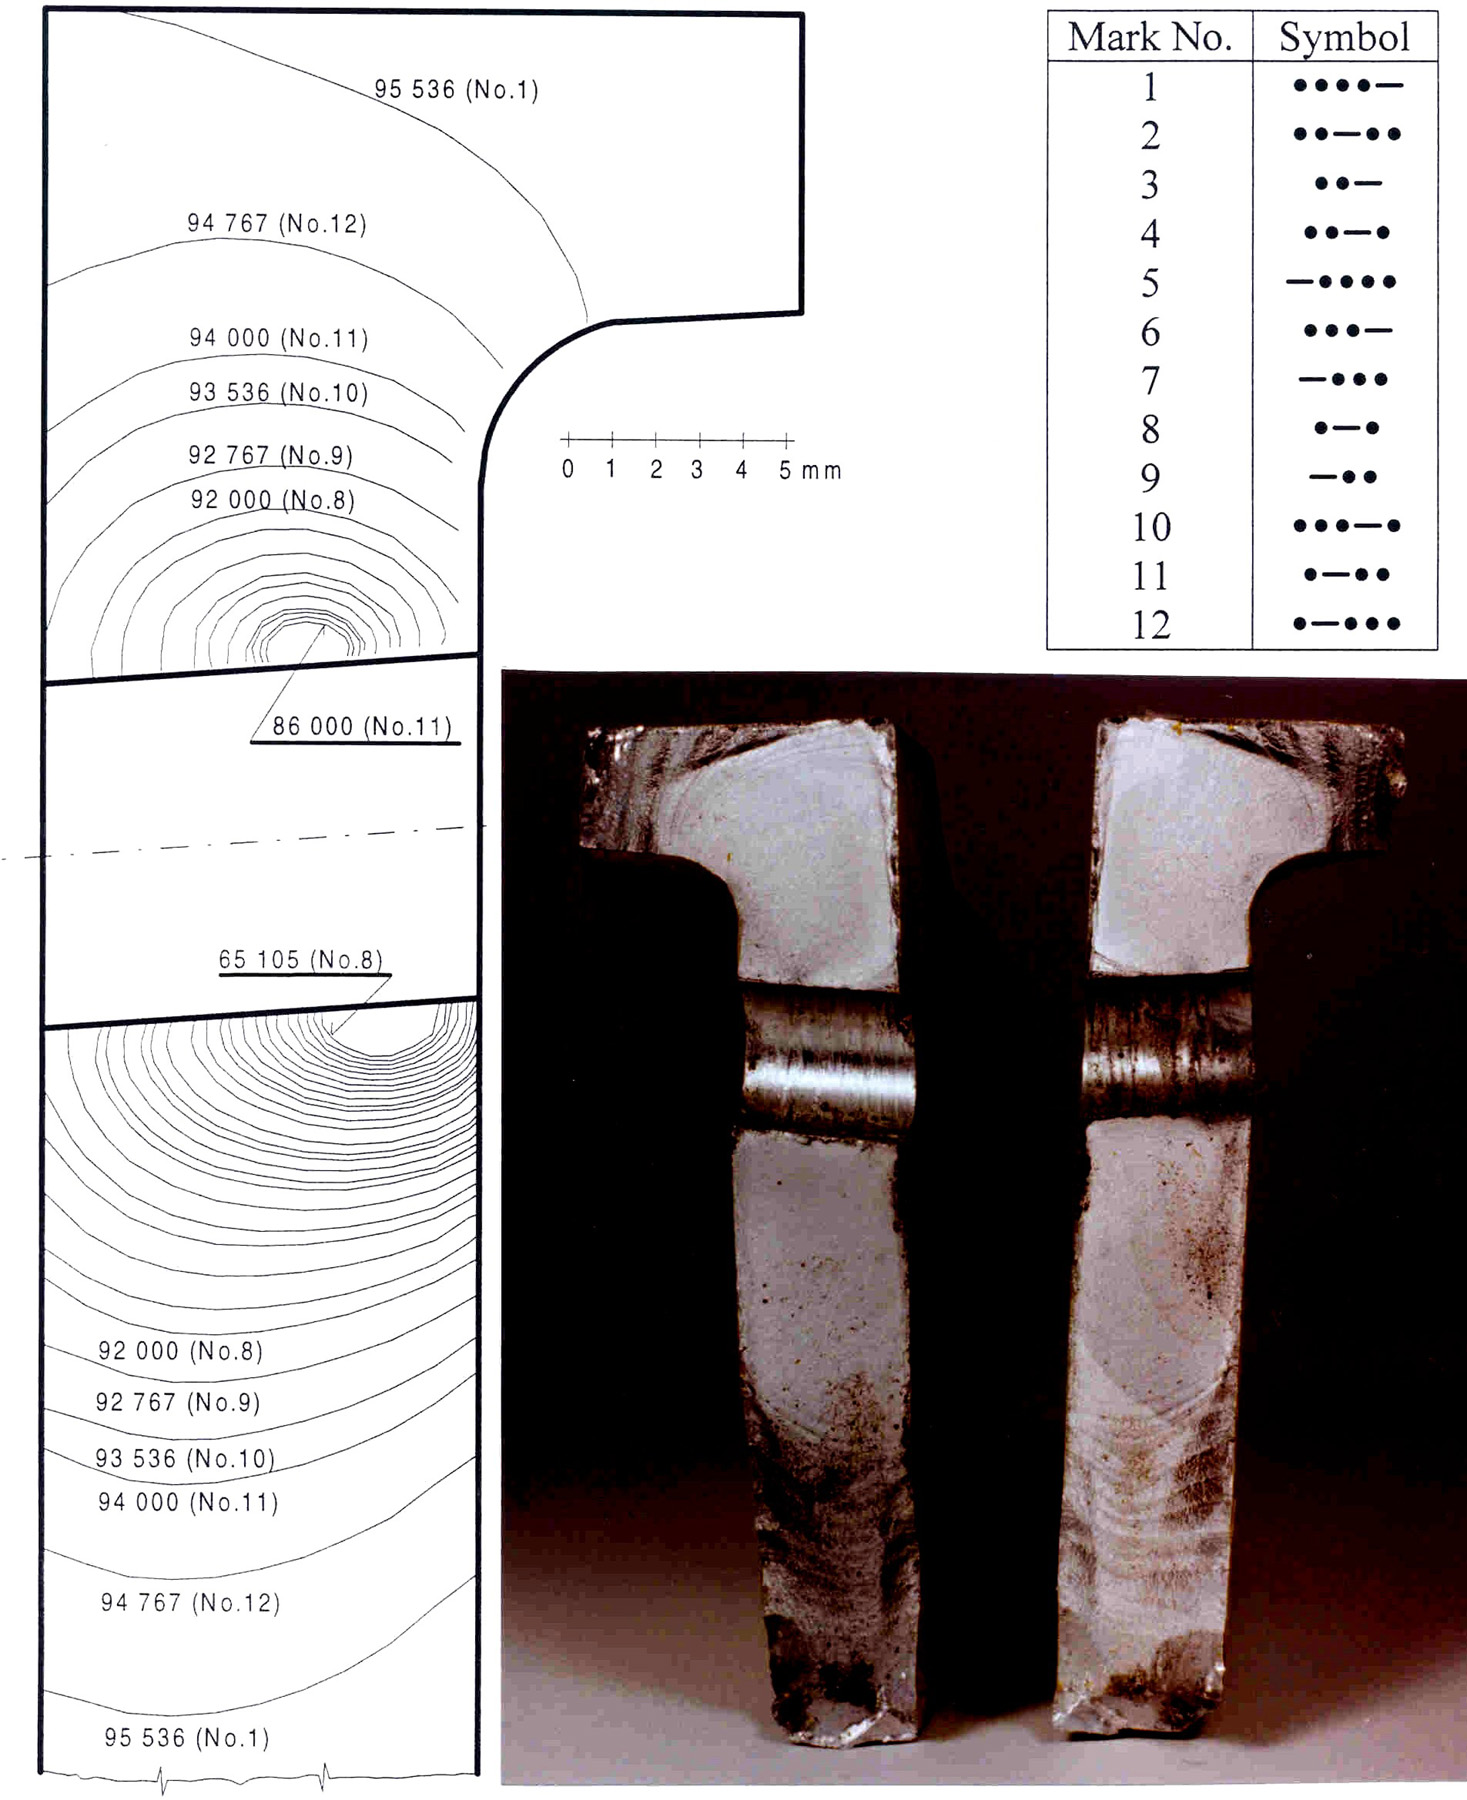 95 536 (No.1)
94 767 (No.12)
94 000 (No.11)
93 536 (No.10)
92 767 (No.9)
92 000 (No.8)
86 000 (No.11)
65 105 (No.8)
92 000 (No.8)
92 767 (No.9)
93 536 (No.10)
94 000 (No.11)
94 767 (No.12)
95 536 (No.1)
0 1 2 3 4 5 mm
Mark No. Symbol
1 ●●●●—
2 ●●—●●
3 ●●—
4 ●●—●
5 —●●●●
6 ●●●—
7 —●●●
8 ●—●
9 —●●
10 ●●●—●
11 ●—●●
12 ●—●●●